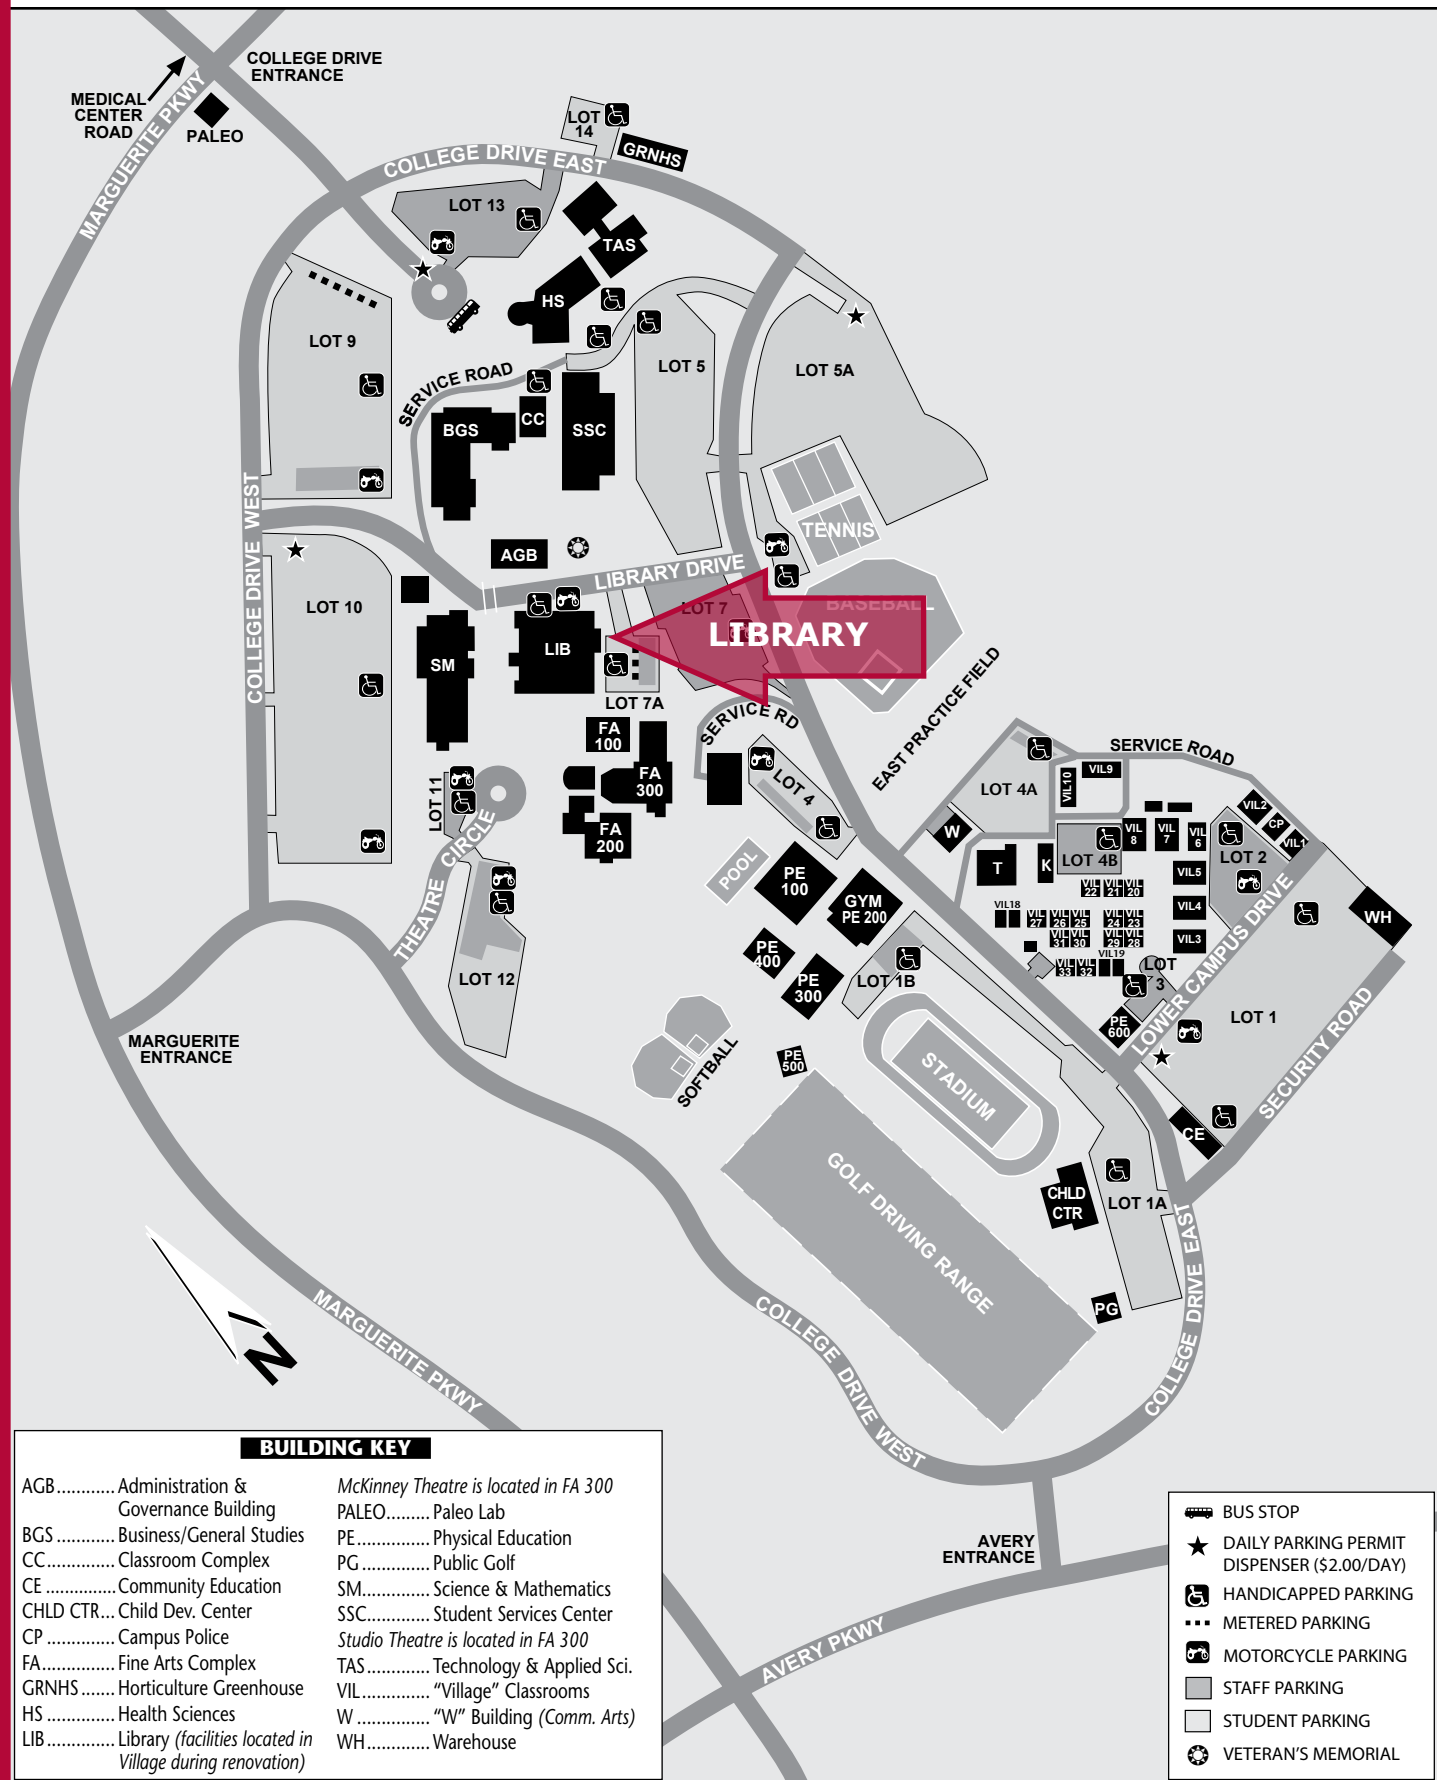 COLLEGE DRIVE
ENTRANCE
MEDICAL
CENTER
ROAD
MARGUERITE PKWY
PALEO
LOT
14
GRNHS
COLLEGE DRIVE EAST
LOT 13
TAS
HS
LOT 9
SERVICE ROAD
LOT 5
LOT 5A
CC
BGS
SSC
COLLEGE DRIVE WEST
TENNIS
AGB
LIBRARY DRIVE
LOT 10
LOT 7
BASEBALL
LIBRARY
LIB
SM
LOT 7A
EAST PRACTICE FIELD
SERVICE RD
FA
100
FA
300
FA
200
LOT 11
LOT 4
SERVICE ROAD
VIL9
VIL10
LOT 4A
VIL2
CP
VIL1
W
VIL
8
VIL
7
VIL
6
LOT 2
LOT 4B
T
K
THEATRE CIRCLE
POOL
PE
100
GYM
PE 200
VIL5
VIL
22
VIL
21
VIL
20
VIL4
VIL18
VIL
27
VIL
26
VIL
25
VIL
24
VIL
23
WH
VIL
31
VIL
30
VIL
29
VIL
28
VIL3
VIL19
VIL
33
VIL
32
LOT
3
PE
400
PE
300
LOT 1B
LOT 12
LOWER CAMPUS DRIVE
LOT 1
PE
600
SECURITY ROAD
MARGUERITE
ENTRANCE
SOFTBALL
PE
500
STADIUM
CE
GOLF DRIVING RANGE
CHLD
CTR
LOT 1A
PG
COLLEGE DRIVE EAST
COLLEGE DRIVE WEST
N
MARGUERITE PKWY
AVERY
ENTRANCE
AVERY PKWY
BUILDING KEY
AGB............ Administration &
Governance Building
BGS ............ Business/General Studies
CC.............. Classroom Complex
CE .............. Community Education
CHLD CTR... Child Dev. Center
CP .............. Campus Police
FA............... Fine Arts Complex
GRNHS ....... Horticulture Greenhouse
HS .............. Health Sciences
LIB.............. Library (facilities located in
Village during renovation)
McKinney Theatre is located in FA 300
PALEO......... Paleo Lab
PE............... Physical Education
PG .............. Public Golf
SM.............. Science & Mathematics
SSC............. Student Services Center
Studio Theatre is located in FA 300
TAS............. Technology & Applied Sci.
VIL.............. “Village” Classrooms
W ............... “W” Building (Comm. Arts)
WH............. Warehouse
BUS STOP
DAILY PARKING PERMIT
DISPENSER ($2.00/DAY)
HANDICAPPED PARKING
METERED PARKING
MOTORCYCLE PARKING
STAFF PARKING
STUDENT PARKING
VETERAN'S MEMORIAL